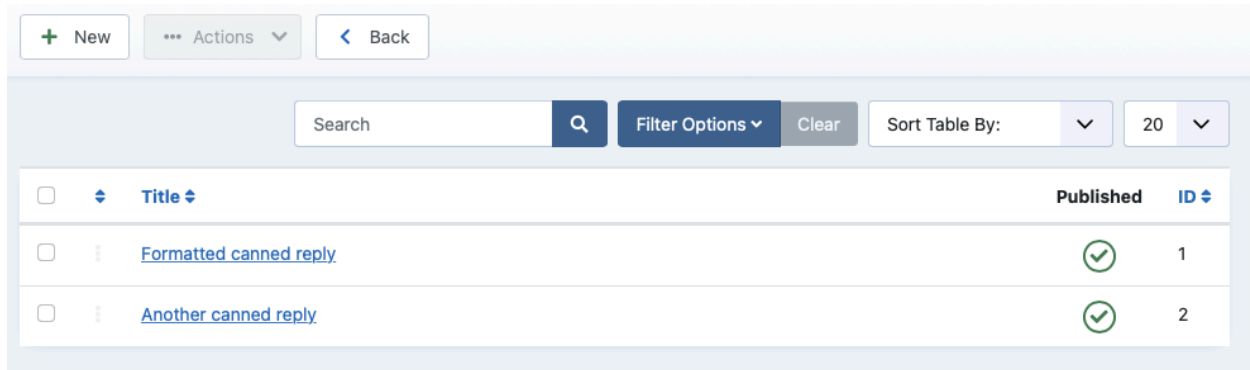 New Actions Back
Search Filter Options Clear Sort Table By: 20
Title Published ID
Formatted canned reply 1
Another canned reply 2